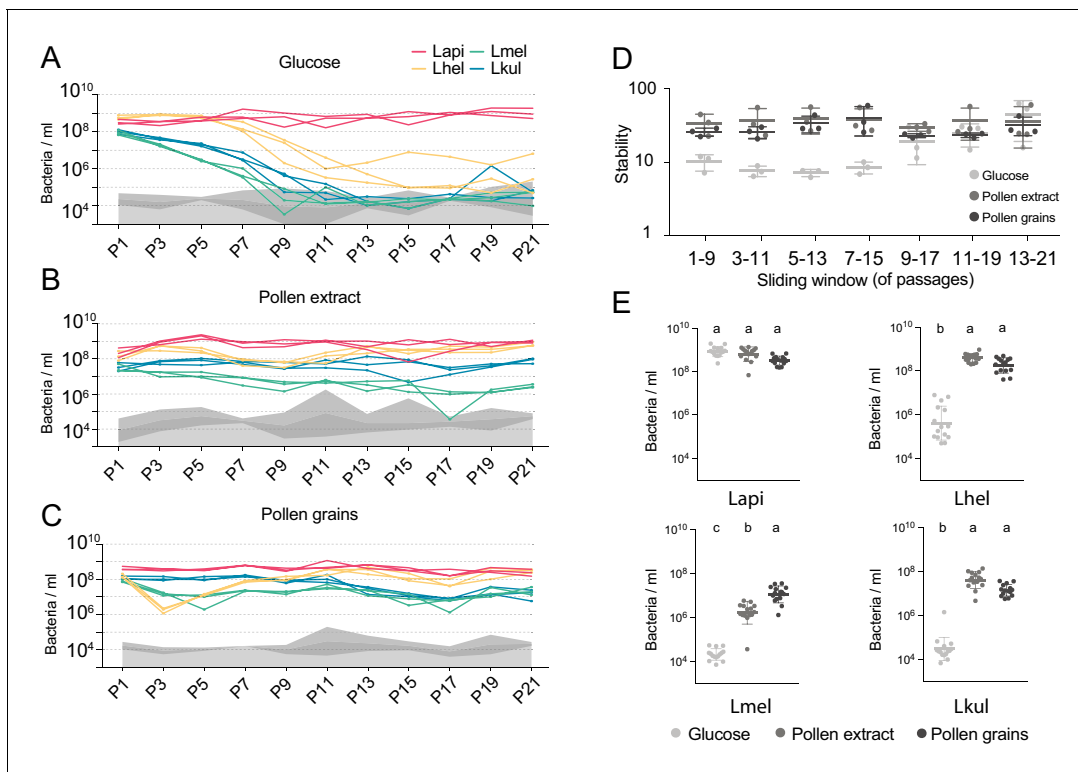 A
Glucose
Lapi
Lmel
Lhel
Lkul
Bacteria / ml
10^10
10^8
10^6
10^4
P1 P3 P5 P7 P9 P11 P13 P15 P17 P19 P21
B
Pollen extract
Bacteria / ml
10^10
10^8
10^6
10^4
P1 P3 P5 P7 P9 P11 P13 P15 P17 P19 P21
C
Pollen grains
Bacteria / ml
10^10
10^8
10^6
10^4
P1 P3 P5 P7 P9 P11 P13 P15 P17 P19 P21
D
Stability
100
10
1
Glucose
Pollen extract
Pollen grains
1-9 3-11 5-13 7-15 9-17 11-19 13-21
Sliding window (of passages)
E
Bacteria / ml
10^10
10^8
10^6
10^4
a a a
Lapi
Bacteria / ml
10^10
10^8
10^6
10^4
b a a
Lhel
Bacteria / ml
10^10
10^8
10^6
10^4
c b a
Lmel
Bacteria / ml
10^10
10^8
10^6
10^4
b a a
Lkul
Glucose Pollen extract Pollen grains